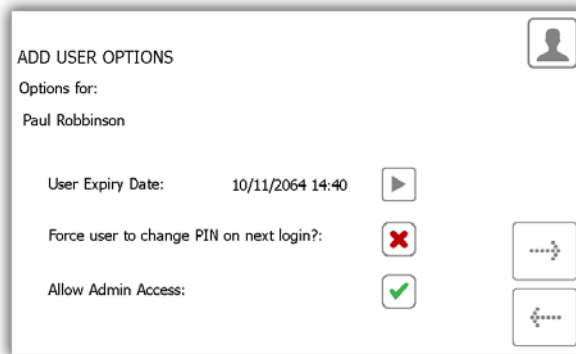 ADD USER OPTIONS
Options for:
Paul Robbinson
User Expiry Date: 10/11/2064 14:40
Force user to change PIN on next login?:
Allow Admin Access: